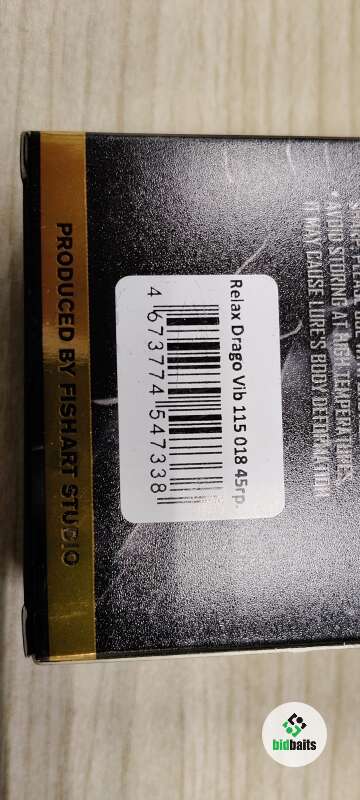 • AVOID STORING AT HIGH TEMPERATURES
IT MAY CAUSE LURE'S BODY DEFORMATION
Relax Drago Vib 115 018 45гр.
4 673774 547338
PRODUCED BY FISHART STUDIO
bidbaits